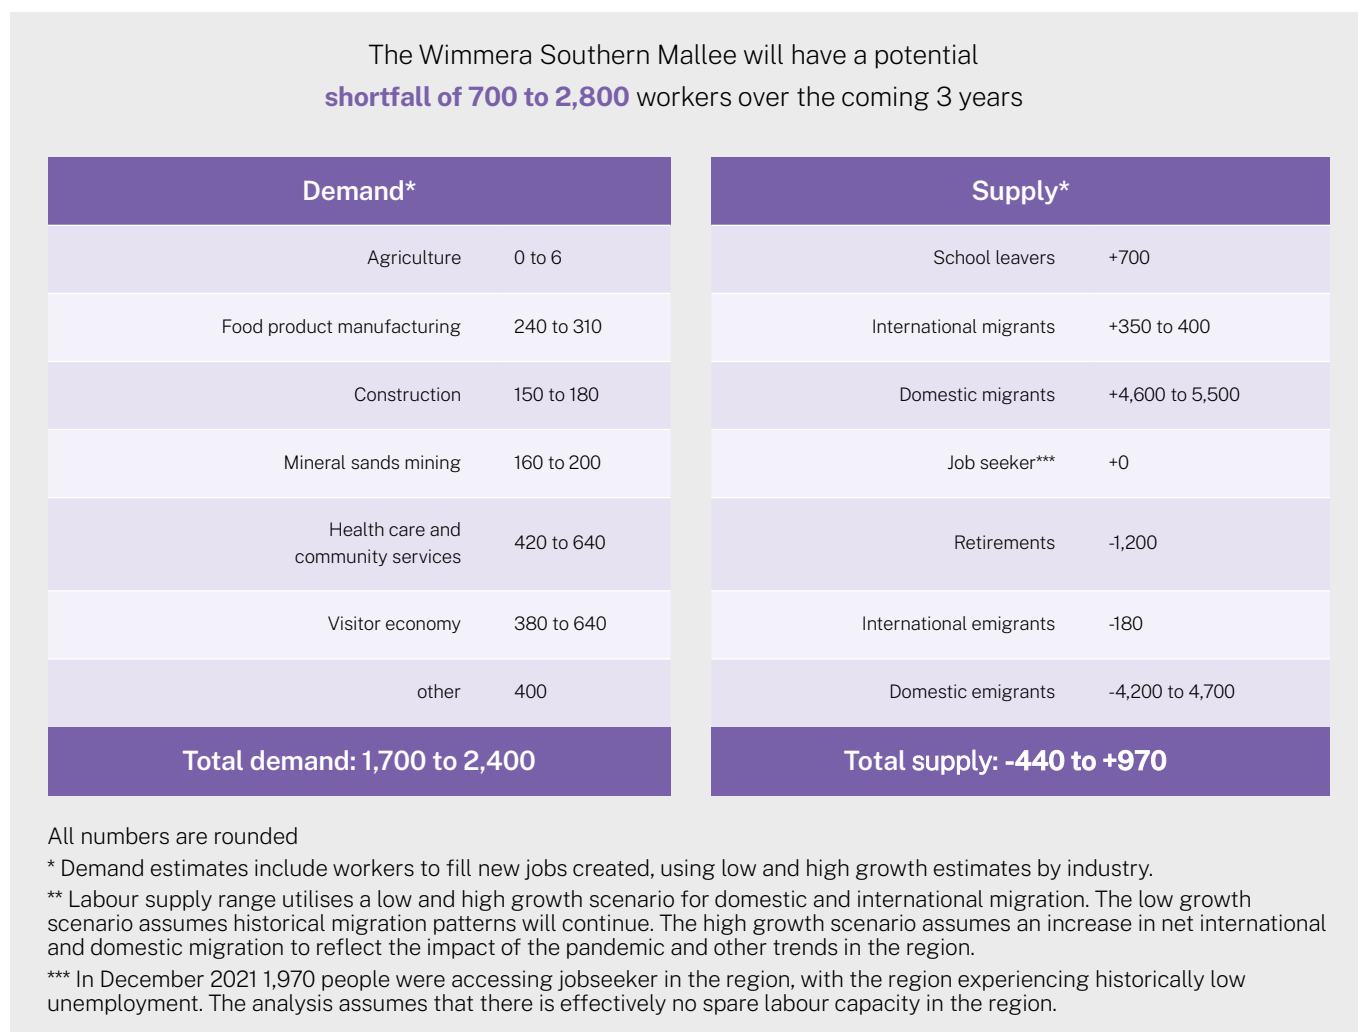 The Wimmera Southern Mallee will have a potential
shortfall of 700 to 2,800 workers over the coming 3 years
Demand*
Agriculture 0 to 6
Food product manufacturing 240 to 310
Construction 150 to 180
Mineral sands mining 160 to 200
Health care and
community services 420 to 640
Visitor economy 380 to 640
other 400
Total demand: 1,700 to 2,400
Supply*
School leavers +700
International migrants +350 to 400
Domestic migrants +4,600 to 5,500
Job seeker*** +0
Retirements -1,200
International emigrants -180
Domestic emigrants -4,200 to 4,700
Total supply: -440 to +970
All numbers are rounded
* Demand estimates include workers to fill new jobs created, using low and high growth estimates by industry.
** Labour supply range utilises a low and high growth scenario for domestic and international migration. The low growth
scenario assumes historical migration patterns will continue. The high growth scenario assumes an increase in net international
and domestic migration to reflect the impact of the pandemic and other trends in the region.
*** In December 2021 1,970 people were accessing jobseeker in the region, with the region experiencing historically low
unemployment. The analysis assumes that there is effectively no spare labour capacity in the region.